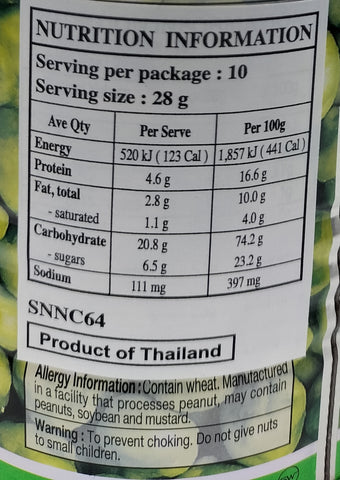 NUTRITION INFORMATION
Serving per package : 10
Serving size : 28 g
Ave Qty Per Serve Per 100g
Energy 520 kJ ( 123 Cal ) 1,857 kJ ( 441 Cal )
Protein 4.6 g 16.6 g
Fat, total 2.8 g 10.0 g
- saturated 1.1 g 4.0 g
Carbohydrate 20.8 g 74.2 g
- sugars 6.5 g 23.2 g
Sodium 111 mg 397 mg
SNNC64
Product of Thailand
Allergy Information : Contain wheat. Manufactured
in a facility that processes peanut, may contain
peanuts, soybean and mustard.
Warning : To prevent choking. Do not give nuts
to small children.